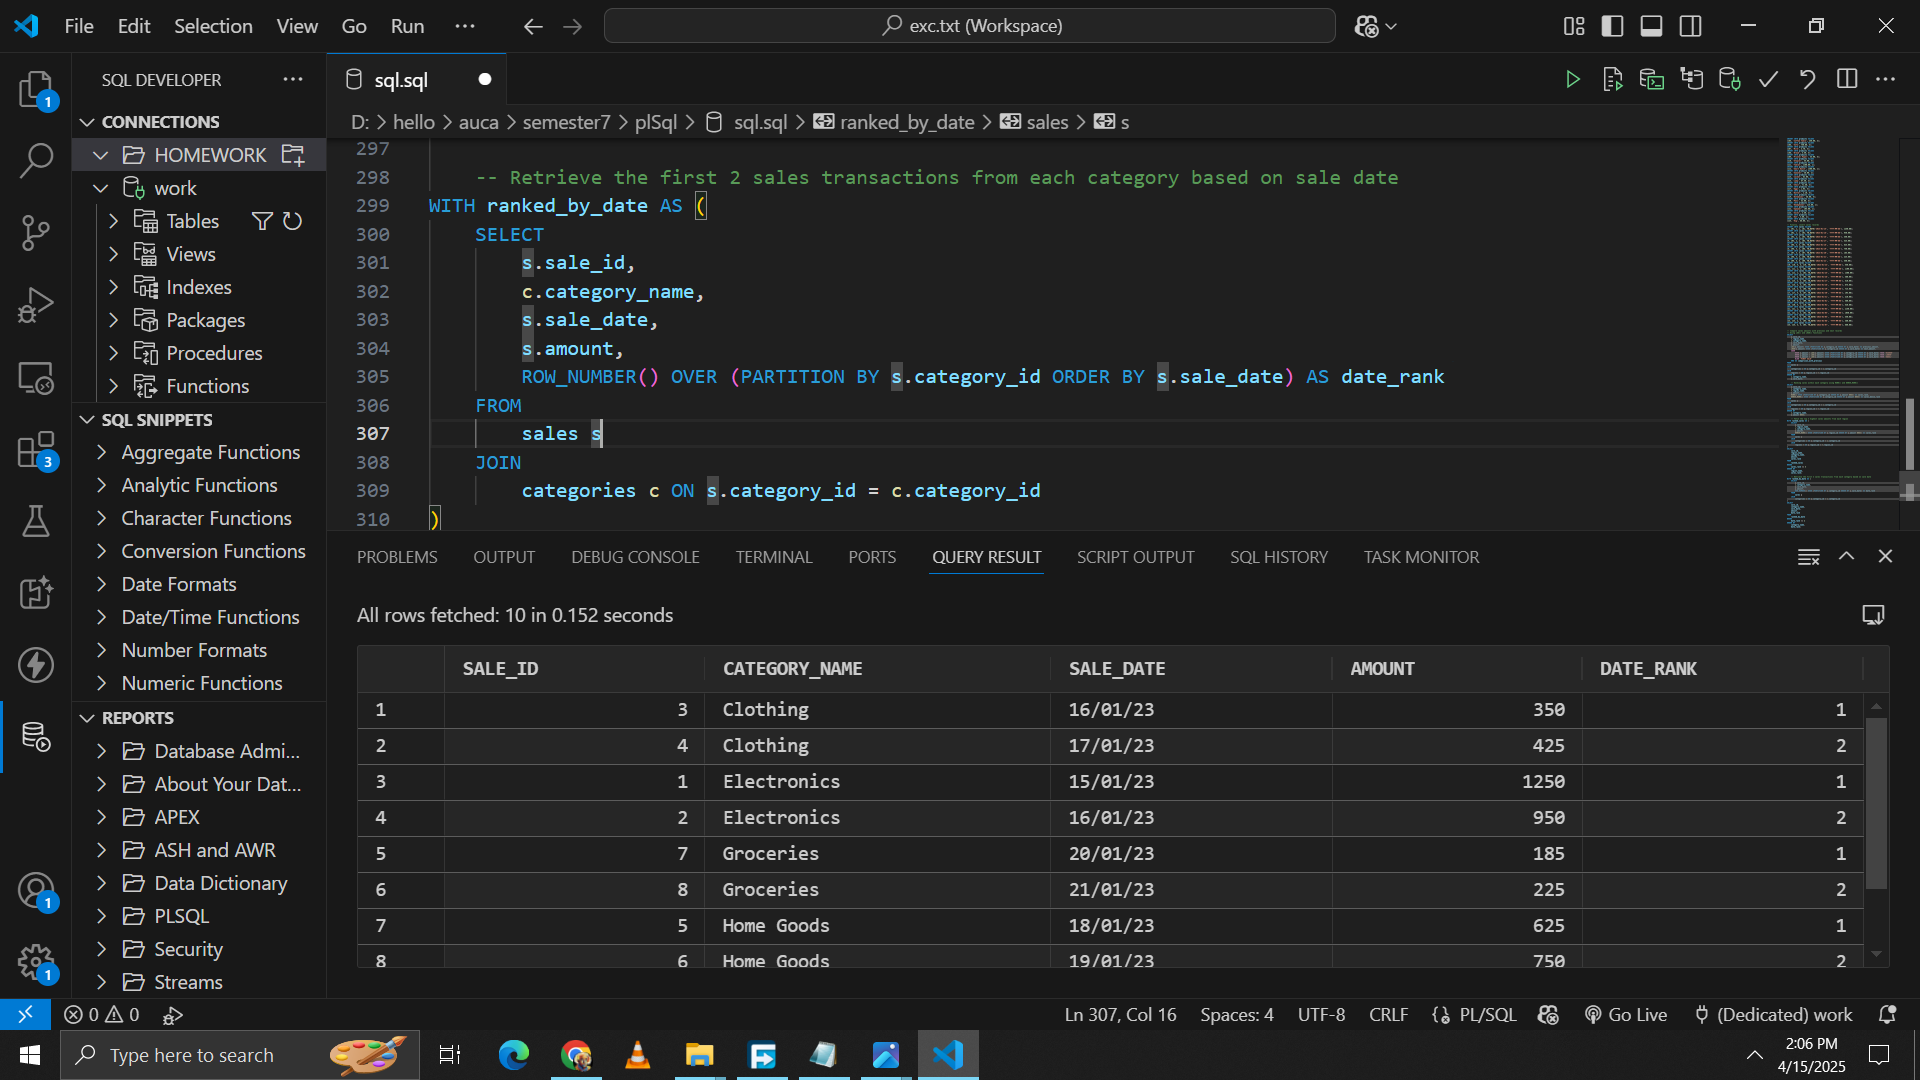 File Edit Selection View Go Run ··· exc.txt (Workspace)
SQL DEVELOPER ···
CONNECTIONS
HOMEWORK
work
Tables
Views
Indexes
Packages
Procedures
Functions
SQL SNIPPETS
Aggregate Functions
Analytic Functions
Character Functions
Conversion Functions
Date Formats
Date/Time Functions
Number Formats
Numeric Functions
REPORTS
Database Admi...
About Your Dat...
APEX
ASH and AWR
Data Dictionary
PLSQL
Security
Streams
1
3
1
1
sql.sql
D: > hello > auca > semester7 > plSql > sql.sql > ranked_by_date > sales > s
297
298 -- Retrieve the first 2 sales transactions from each category based on sale date
299 WITH ranked_by_date AS (
300 SELECT
301 s.sale_id,
302 c.category_name,
303 s.sale_date,
304 s.amount,
305 ROW_NUMBER() OVER (PARTITION BY s.category_id ORDER BY s.sale_date) AS date_rank
306 FROM
307 sales s
308 JOIN
309 categories c ON s.category_id = c.category_id
310 )
PROBLEMS OUTPUT DEBUG CONSOLE TERMINAL PORTS QUERY RESULT SCRIPT OUTPUT SQL HISTORY TASK MONITOR
All rows fetched: 10 in 0.152 seconds
SALE_ID CATEGORY_NAME SALE_DATE AMOUNT DATE_RANK
1 3 Clothing 16/01/23 350 1
2 4 Clothing 17/01/23 425 2
3 1 Electronics 15/01/23 1250 1
4 2 Electronics 16/01/23 950 2
5 7 Groceries 20/01/23 185 1
6 8 Groceries 21/01/23 225 2
7 5 Home Goods 18/01/23 625 1
8 6 Home Goods 19/01/23 750 2
0 0 Ln 307, Col 16 Spaces: 4 UTF-8 CRLF PL/SQL Go Live (Dedicated) work
Type here to search
2:06 PM
4/15/2025